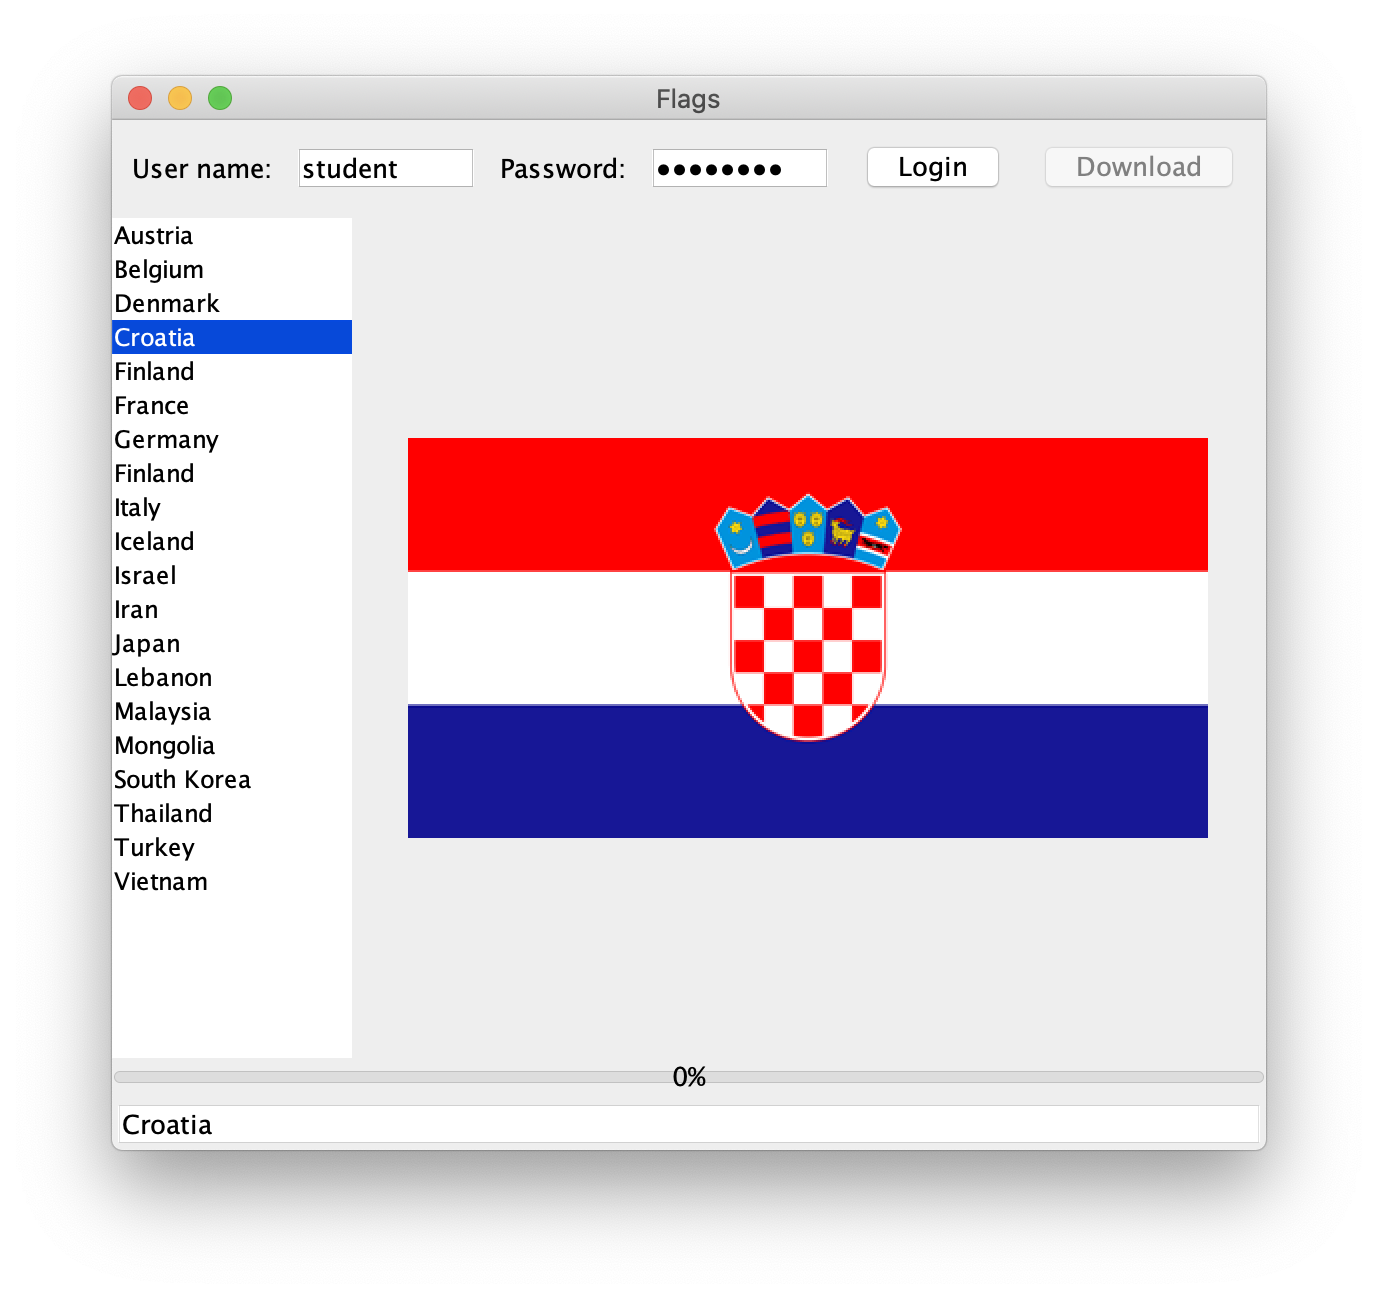 Flags
User name: student Password: ●●●●●●●● Login Download
Austria
Belgium
Denmark
Croatia
Finland
France
Germany
Finland
Italy
Iceland
Israel
Iran
Japan
Lebanon
Malaysia
Mongolia
South Korea
Thailand
Turkey
Vietnam
0%
Croatia